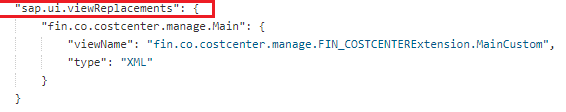 "sap.ui.viewReplacements": {
"fin.co.costcenter.manage.Main": {
"viewName": "fin.co.costcenter.manage.FIN_COSTCENTERExtension.MainCustom",
"type": "XML"
}
}